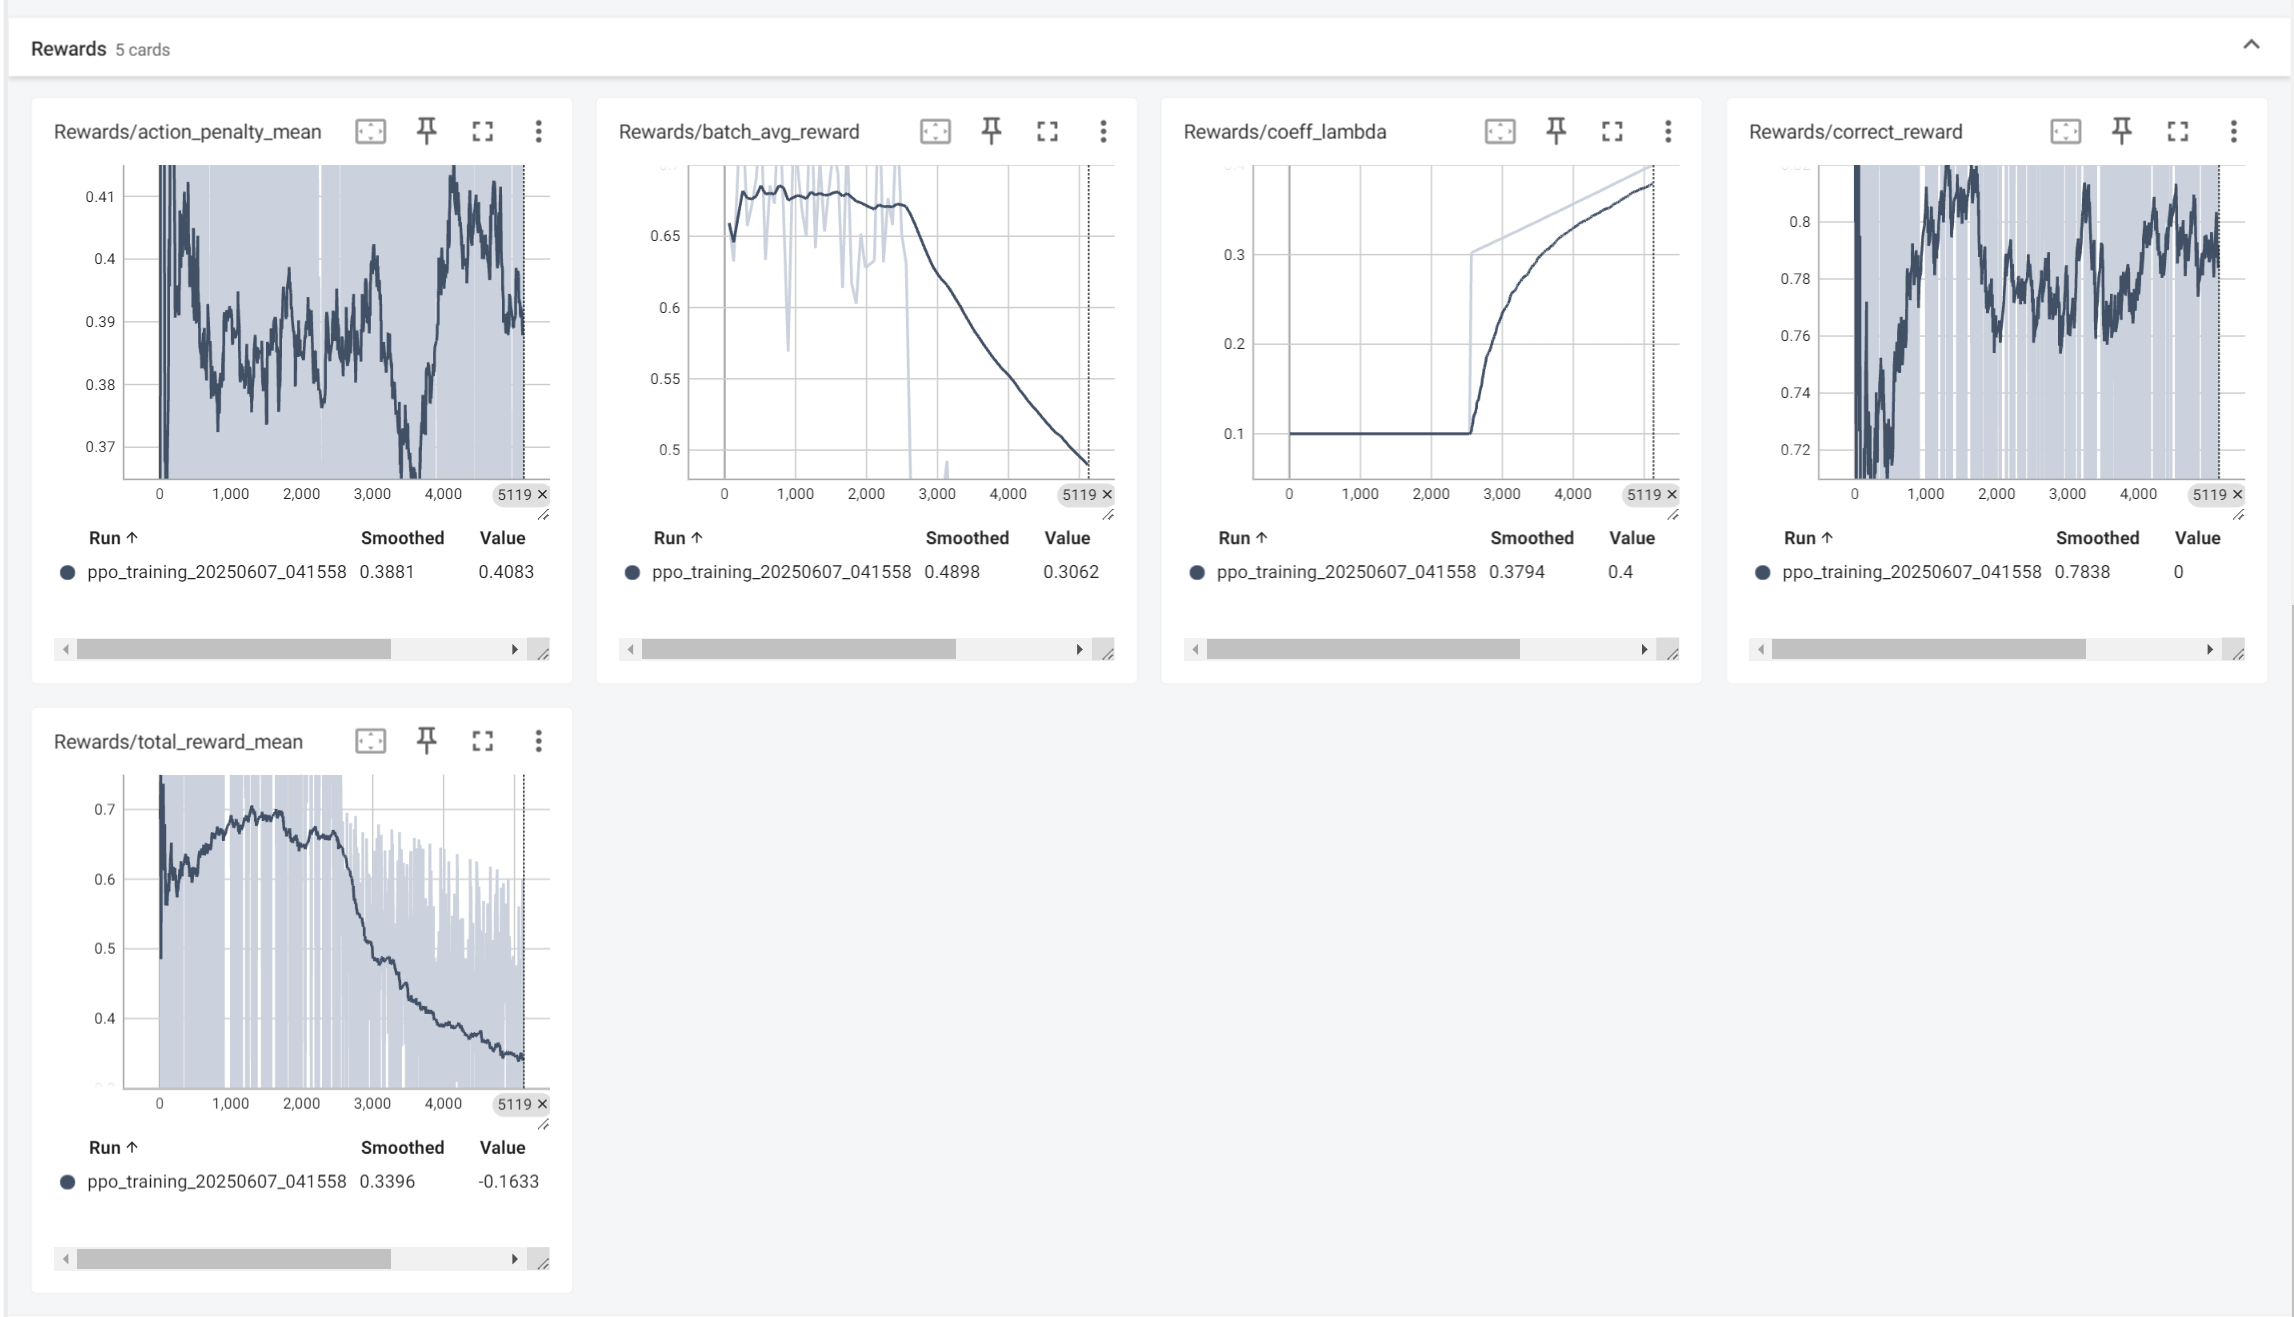 Rewards 5 cards
Rewards/action_penalty_mean
0.41
0.4
0.39
0.38
0.37
0 1,000 2,000 3,000 4,000 5119 ×
Run ↑ Smoothed Value
ppo_training_20250607_041558 0.3881 0.4083
Rewards/batch_avg_reward
0.65
0.6
0.55
0.5
0 1,000 2,000 3,000 4,000 5119 ×
Run ↑ Smoothed Value
ppo_training_20250607_041558 0.4898 0.3062
Rewards/coeff_lambda
0.3
0.2
0.1
0 1,000 2,000 3,000 4,000 5119 ×
Run ↑ Smoothed Value
ppo_training_20250607_041558 0.3794 0.4
Rewards/correct_reward
0.8
0.78
0.76
0.74
0.72
0 1,000 2,000 3,000 4,000 5119 ×
Run ↑ Smoothed Value
ppo_training_20250607_041558 0.7838 0
Rewards/total_reward_mean
0.7
0.6
0.5
0.4
0 1,000 2,000 3,000 4,000 5119 ×
Run ↑ Smoothed Value
ppo_training_20250607_041558 0.3396 -0.1633